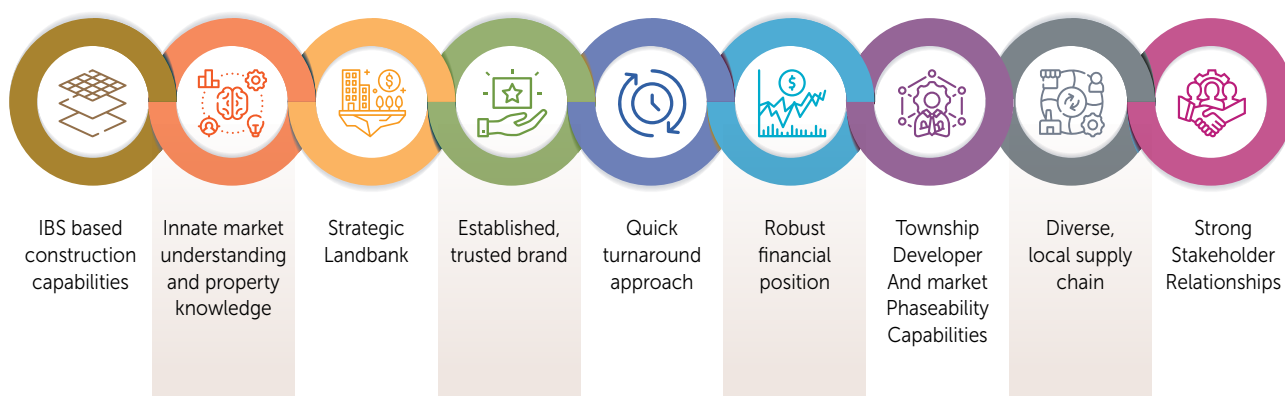 IBS based
construction
capabilities
Innate market
understanding
and property
knowledge
Strategic
Landbank
Established,
trusted brand
Quick
turnaround
approach
Robust
financial
position
Township
Developer
And market
Phaseability
Capabilities
Diverse,
local supply
chain
Strong
Stakeholder
Relationships